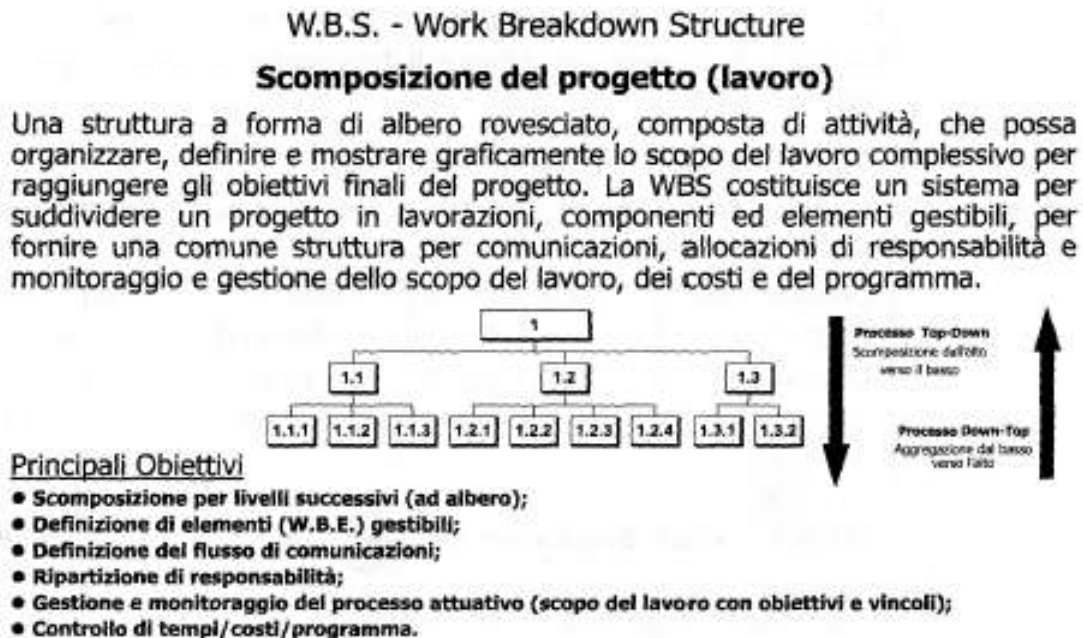 W.B.S. - Work Breakdown Structure
Scomposizione del progetto (lavoro)
Una struttura a forma di albero rovesciato, composta di attività, che possa
organizzare, definire e mostrare graficamente lo scopo del lavoro complessivo per
raggiungere gli obiettivi finali del progetto. La WBS costituisce un sistema per
suddividere un progetto in lavorazioni, componenti ed elementi gestibili, per
fornire una comune struttura per comunicazioni, allocazioni di responsabilità e
monitoraggio e gestione dello scopo del lavoro, dei costi e del programma.
1
1.1 1.2 1.3
1.1.1 1.1.2 1.1.3 1.2.1 1.2.2 1.2.3 1.2.4 1.3.1 1.3.2
Processo Top-Down
Scomposizione dall'alto
verso il basso
Processo Down-Top
Aggregazione dal basso
verso l'alto
Principali Obiettivi
● Scomposizione per livelli successivi (ad albero);
● Definizione di elementi (W.B.E.) gestibili;
● Definizione del flusso di comunicazioni;
● Ripartizione di responsabilità;
● Gestione e monitoraggio del processo attuativo (scopo del lavoro con obiettivi e vincoli);
● Controllo di tempi/costi/programma.